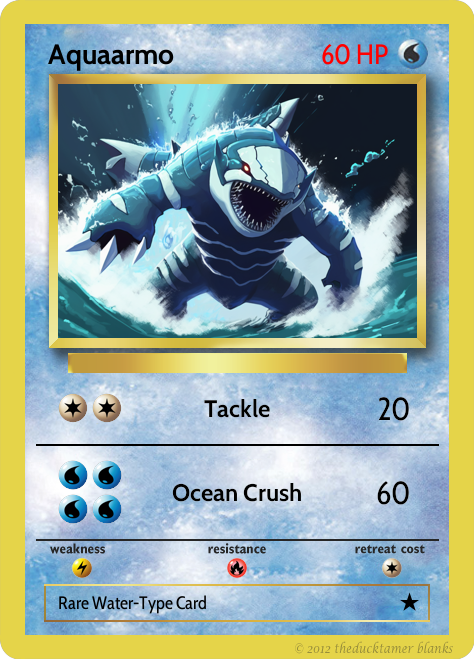 Aquaarmo 60 HP
Tackle 20
Ocean Crush 60
weakness resistance retreat cost
Rare Water-Type Card
© 2012 theducktamer blanks